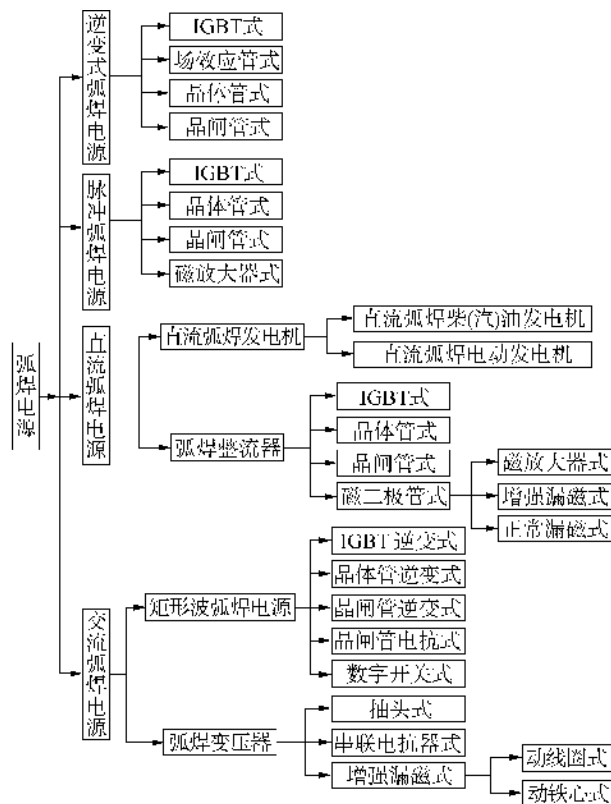 弧焊电源
逆变式弧焊电源
IGBT式
场效应管式
晶体管式
晶闸管式
脉冲弧焊电源
IGBT式
晶体管式
晶闸管式
磁放大器式
直流弧焊电源
直流弧焊发电机
直流弧焊柴(汽)油发电机
直流弧焊电动发电机
弧焊整流器
IGBT式
晶体管式
晶闸管式
磁二极管式
磁放大器式
增强漏磁式
正常漏磁式
交流弧焊电源
矩形波弧焊电源
IGBT逆变式
晶体管逆变式
晶闸管逆变式
晶闸管电抗式
数字开关式
弧焊变压器
抽头式
串联电抗器式
增强漏磁式
动线圈式
动铁心式